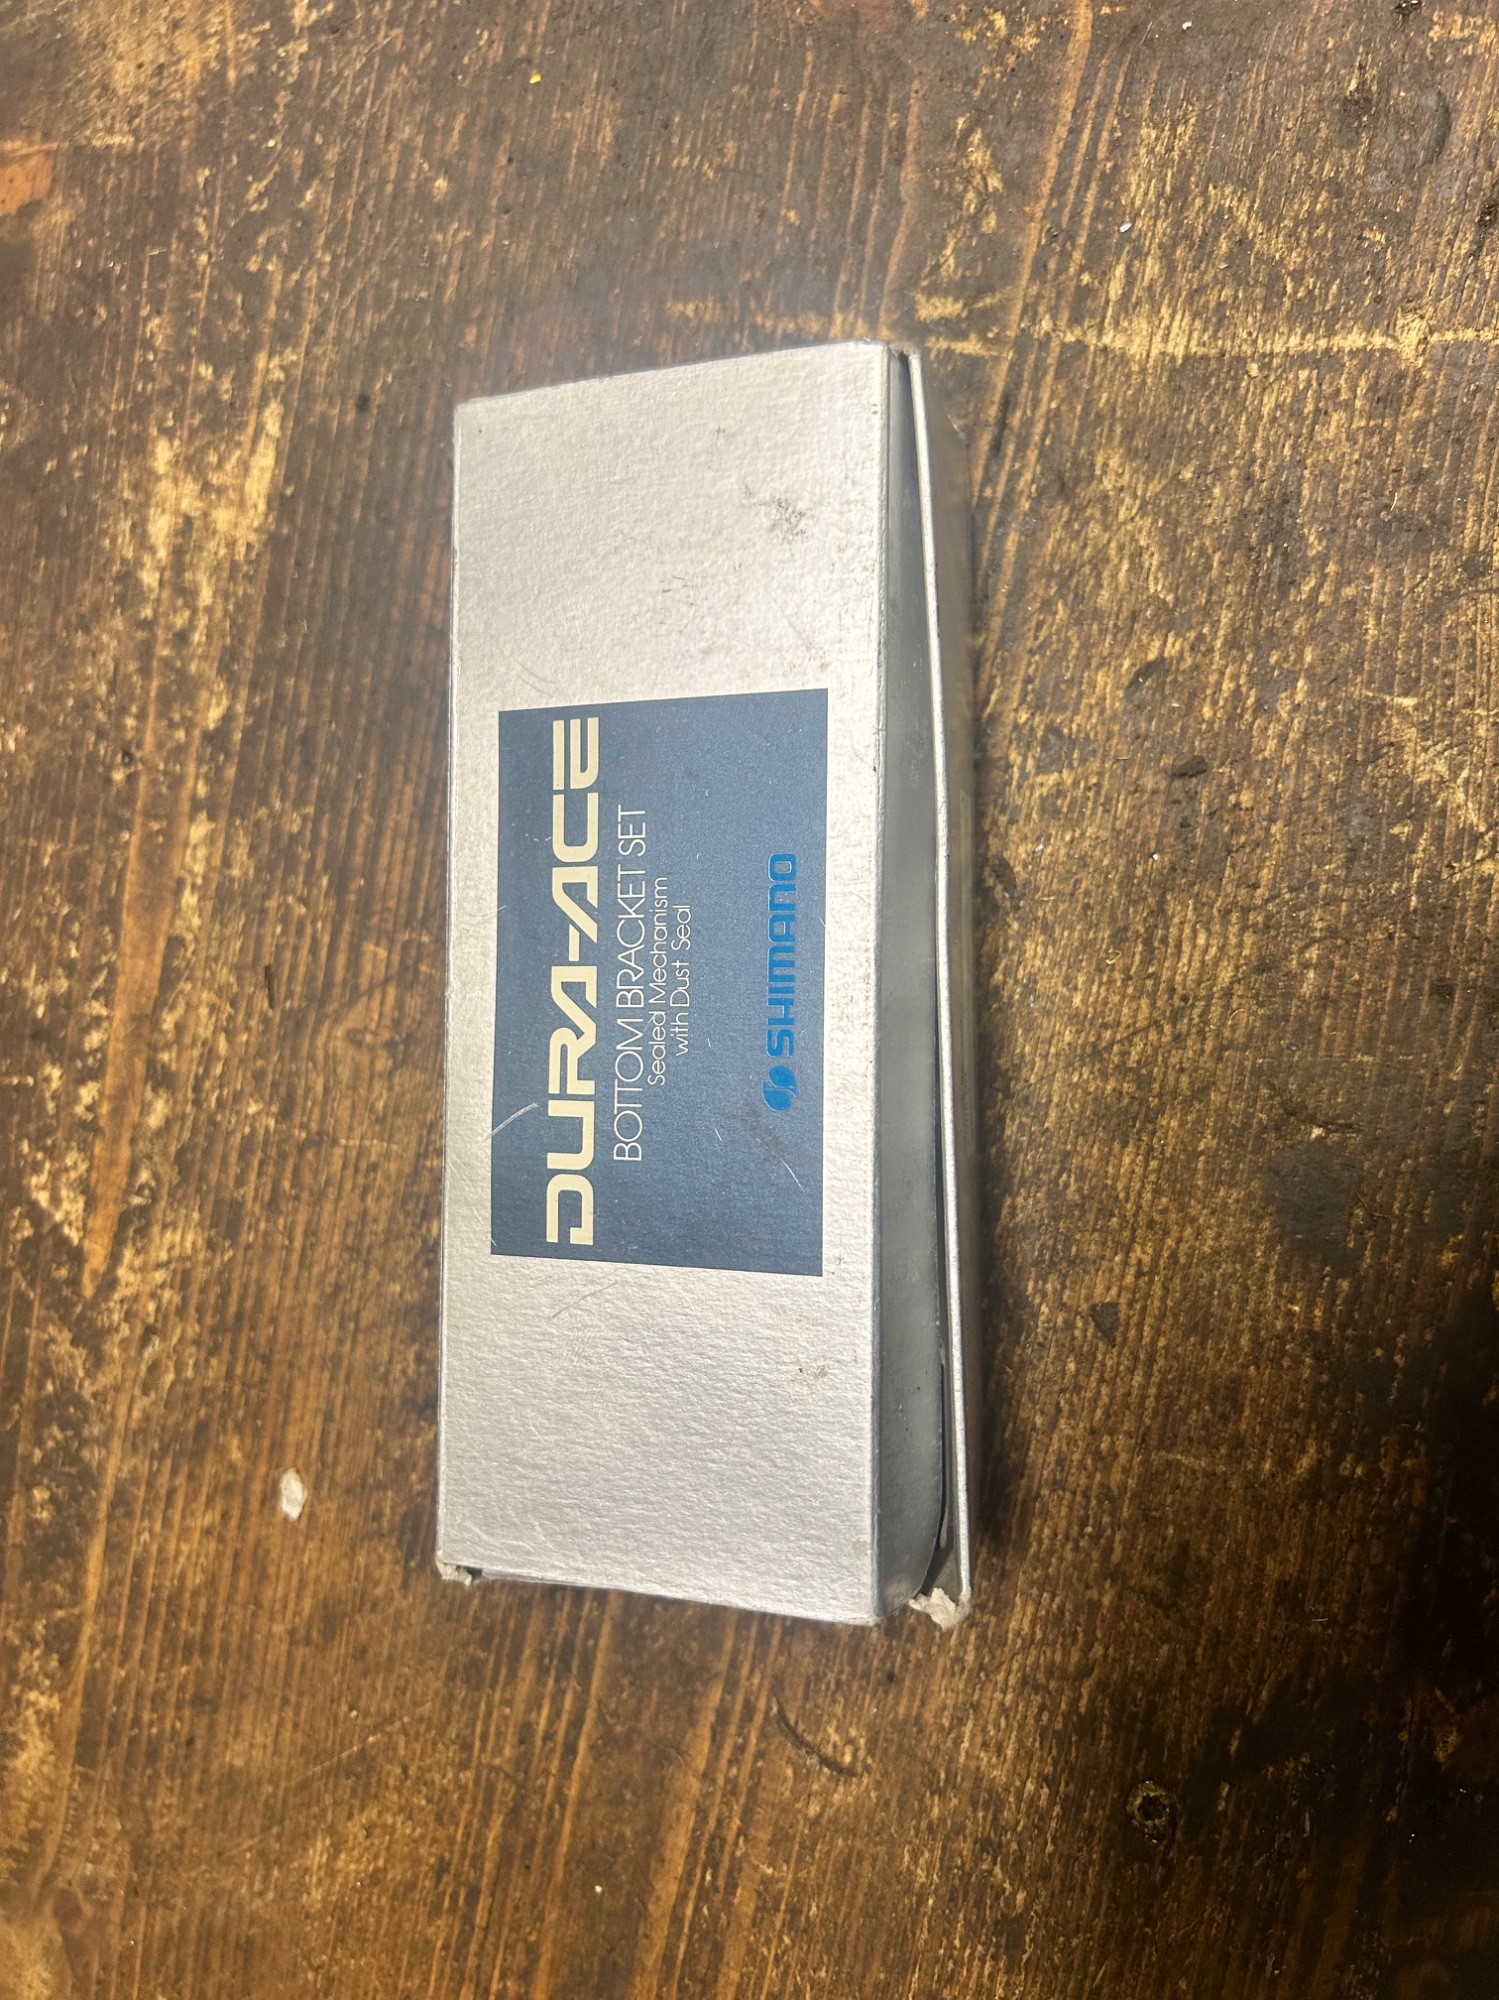 DURA-ACE
BOTTOM BRACKET SET
Sealed Mechanism
with Dust Seal
SHIMANO